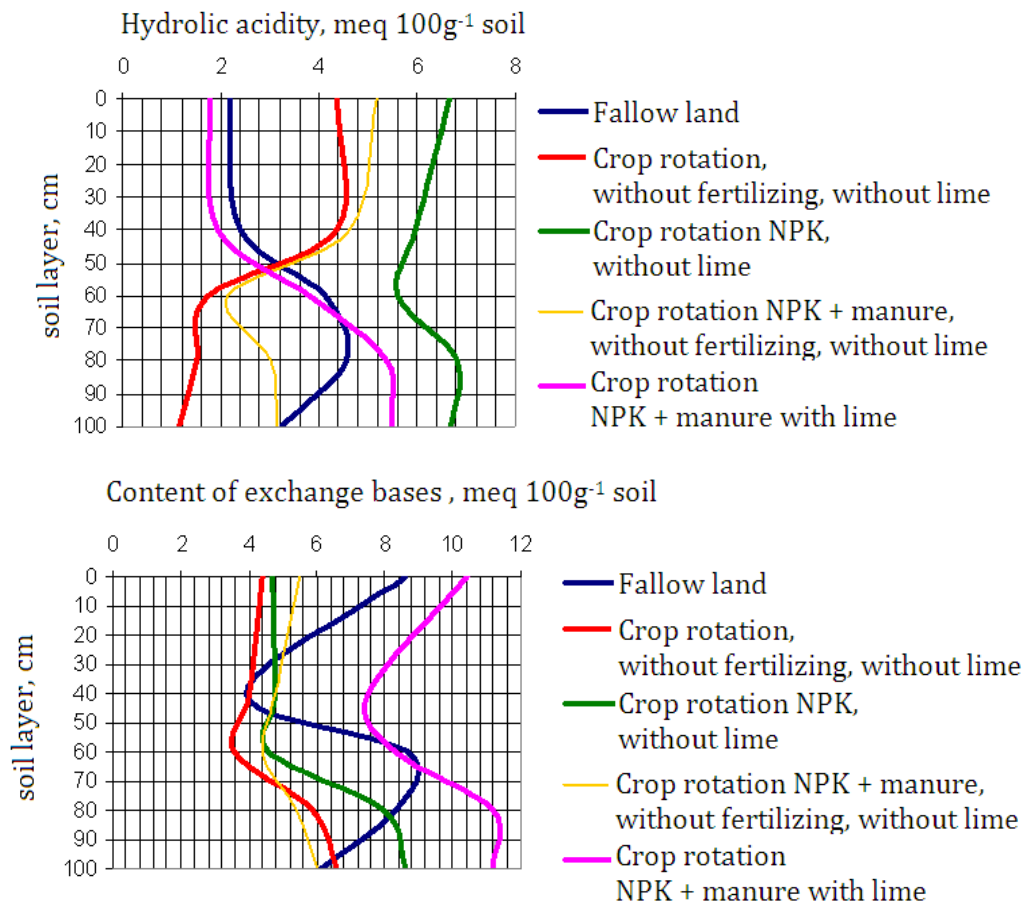 Hydrolic acidity, meq 100g⁻¹ soil
0 2 4 6 8
soil layer, cm
0
10
20
30
40
50
60
70
80
90
100
Fallow land
Crop rotation,
without fertilizing, without lime
Crop rotation NPK,
without lime
Crop rotation NPK + manure,
without fertilizing, without lime
Crop rotation
NPK + manure with lime
Content of exchange bases , meq 100g⁻¹ soil
0 2 4 6 8 10 12
soil layer, cm
0
10
20
30
40
50
60
70
80
90
100
Fallow land
Crop rotation,
without fertilizing, without lime
Crop rotation NPK,
without lime
Crop rotation NPK + manure,
without fertilizing, without lime
Crop rotation
NPK + manure with lime